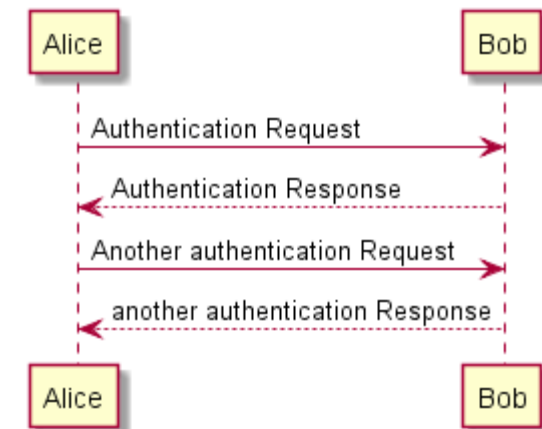 Alice
Bob
Authentication Request
Authentication Response
Another authentication Request
another authentication Response
Alice
Bob